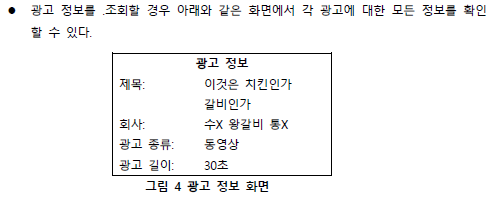 ● 광고 정보를 .조회할 경우 아래와 같은 화면에서 각 광고에 대한 모든 정보를 확인
할 수 있다.
광고 정보
제목: 이것은 치킨인가
갈비인가
회사: 수X 왕갈비 통X
광고 종류: 동영상
광고 길이: 30초
그림 4 광고 정보 화면